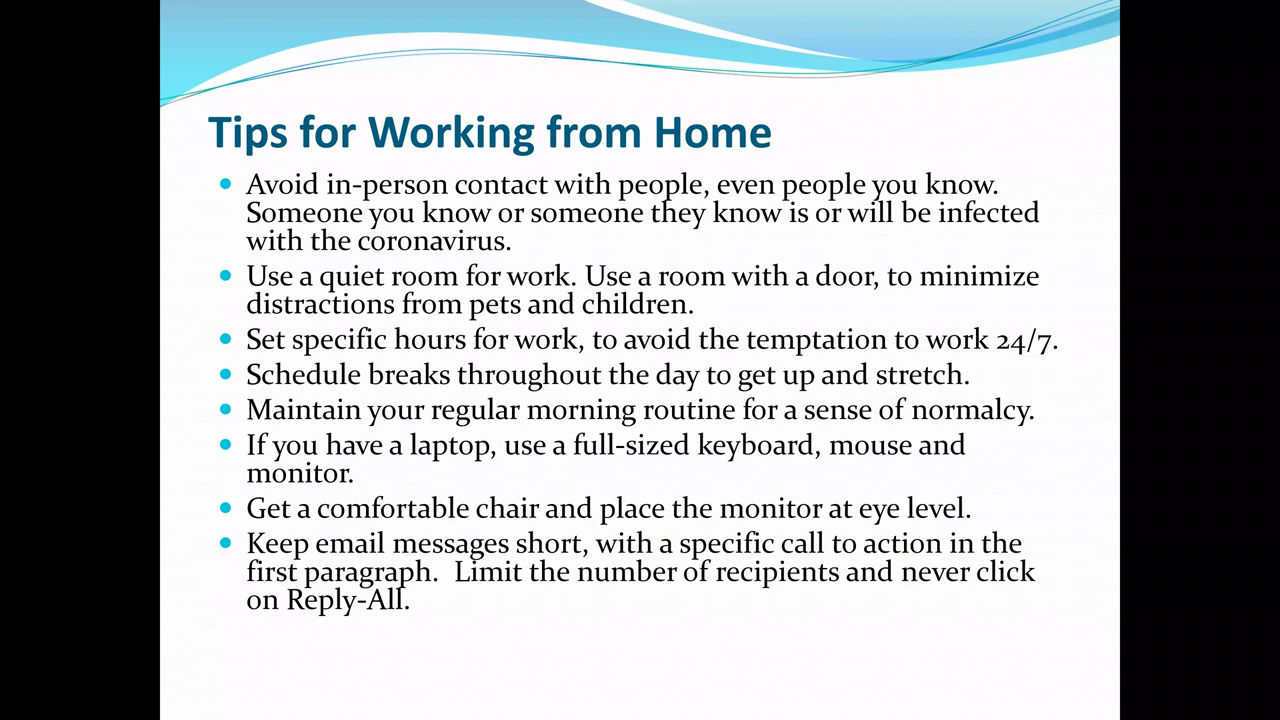 Tips for Working from Home
• Avoid in-person contact with people, even people you know.
Someone you know or someone they know is or will be infected
with the coronavirus.
• Use a quiet room for work. Use a room with a door, to minimize
distractions from pets and children.
• Set specific hours for work, to avoid the temptation to work 24/7.
• Schedule breaks throughout the day to get up and stretch.
• Maintain your regular morning routine for a sense of normalcy.
• If you have a laptop, use a full-sized keyboard, mouse and
monitor.
• Get a comfortable chair and place the monitor at eye level.
• Keep email messages short, with a specific call to action in the
first paragraph.  Limit the number of recipients and never click
on Reply-All.